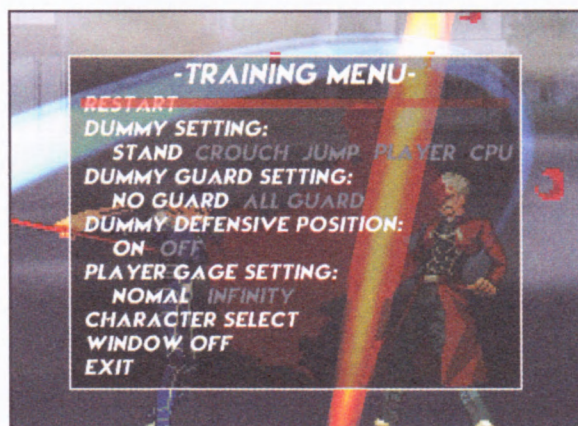 -TRAINING MENU-
RESTART
DUMMY SETTING:
STAND CROUCH JUMP PLAYER CPU
DUMMY GUARD SETTING:
NO GUARD ALL GUARD
DUMMY DEFENSIVE POSITION:
ON OFF
PLAYER GAGE SETTING:
NOMAL INFINITY
CHARACTER SELECT
WINDOW OFF
EXIT